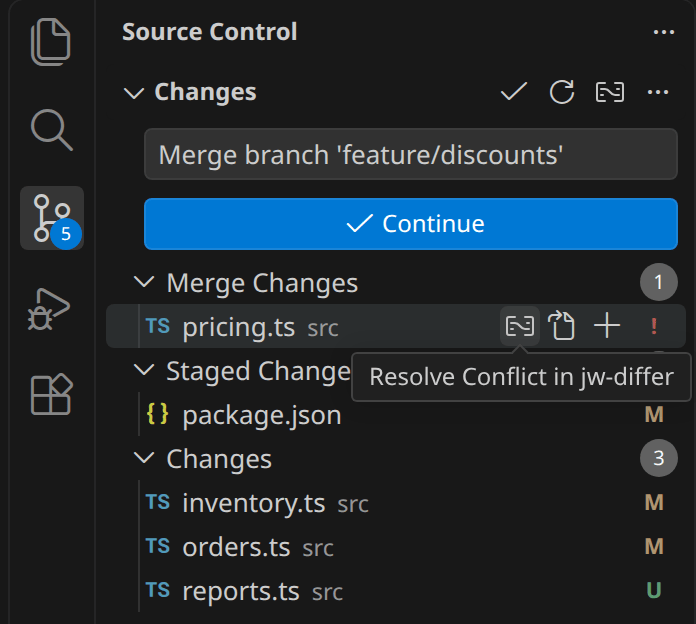 Source Control
Changes
Merge branch 'feature/discounts'
5
Continue
Merge Changes 1
TS pricing.ts src !
Staged Change
Resolve Conflict in jw-differ
{ } package.json M
Changes 3
TS inventory.ts src M
TS orders.ts src M
TS reports.ts src U